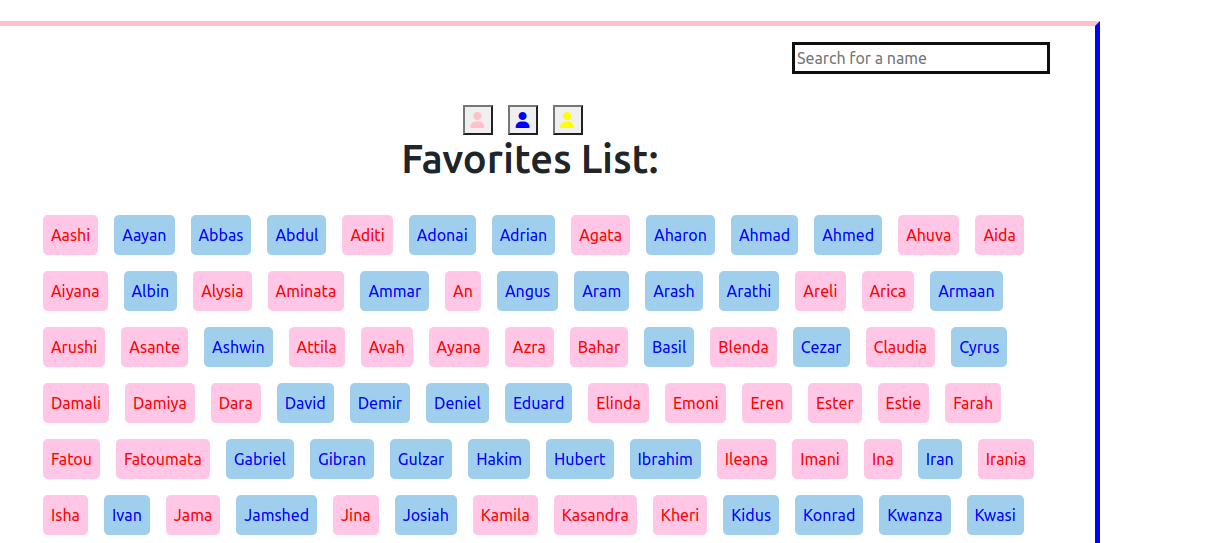 Search for a name
Favorites List:
Aashi Aayan Abbas Abdul Aditi Adonai Adrian Agata Aharon Ahmad Ahmed Ahuva Aida
Aiyana Albin Alysia Aminata Ammar An Angus Aram Arash Arathi Areli Arica Armaan
Arushi Asante Ashwin Attila Avah Ayana Azra Bahar Basil Blenda Cezar Claudia Cyrus
Damali Damiya Dara David Demir Deniel Eduard Elinda Emoni Eren Ester Estie Farah
Fatou Fatoumata Gabriel Gibran Gulzar Hakim Hubert Ibrahim Ileana Imani Ina Iran Irania
Isha Ivan Jama Jamshed Jina Josiah Kamila Kasandra Kheri Kidus Konrad Kwanza Kwasi